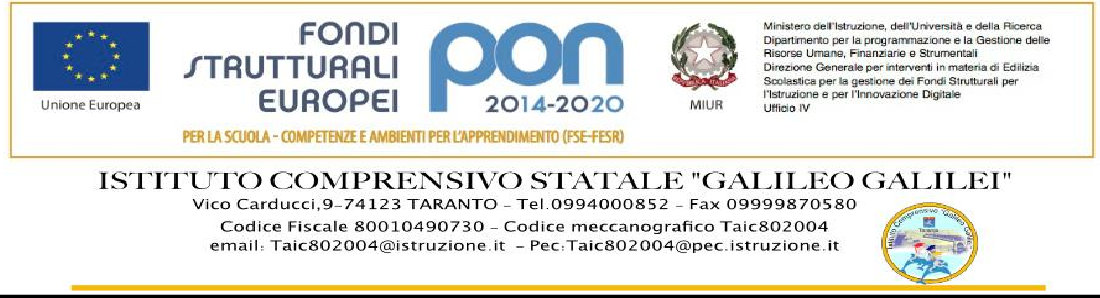 Unione Europea
FONDI
STRUTTURALI
EUROPEI
pon
2014-2020
PER LA SCUOLA - COMPETENZE E AMBIENTI PER L'APPRENDIMENTO (FSE-FESR)
MIUR
Ministero dell'Istruzione, dell'Università e della Ricerca
Dipartimento per la programmazione e la Gestione delle
Risorse Umane, Finanziarie e Strumentali
Direzione Generale per interventi in materia di Edilizia
Scolastica per la gestione dei Fondi Strutturali per
l'Istruzione e per l'Innovazione Digitale
Ufficio IV
ISTITUTO COMPRENSIVO STATALE "GALILEO GALILEI"
Vico Carducci,9-74123 TARANTO - Tel.0994000852 - Fax 09999870580
Codice Fiscale 80010490730 - Codice meccanografico Taic802004
email: Taic802004@istruzione.it - Pec:Taic802004@pec.istruzione.it
Istituto Comprensivo "Galileo Galilei"